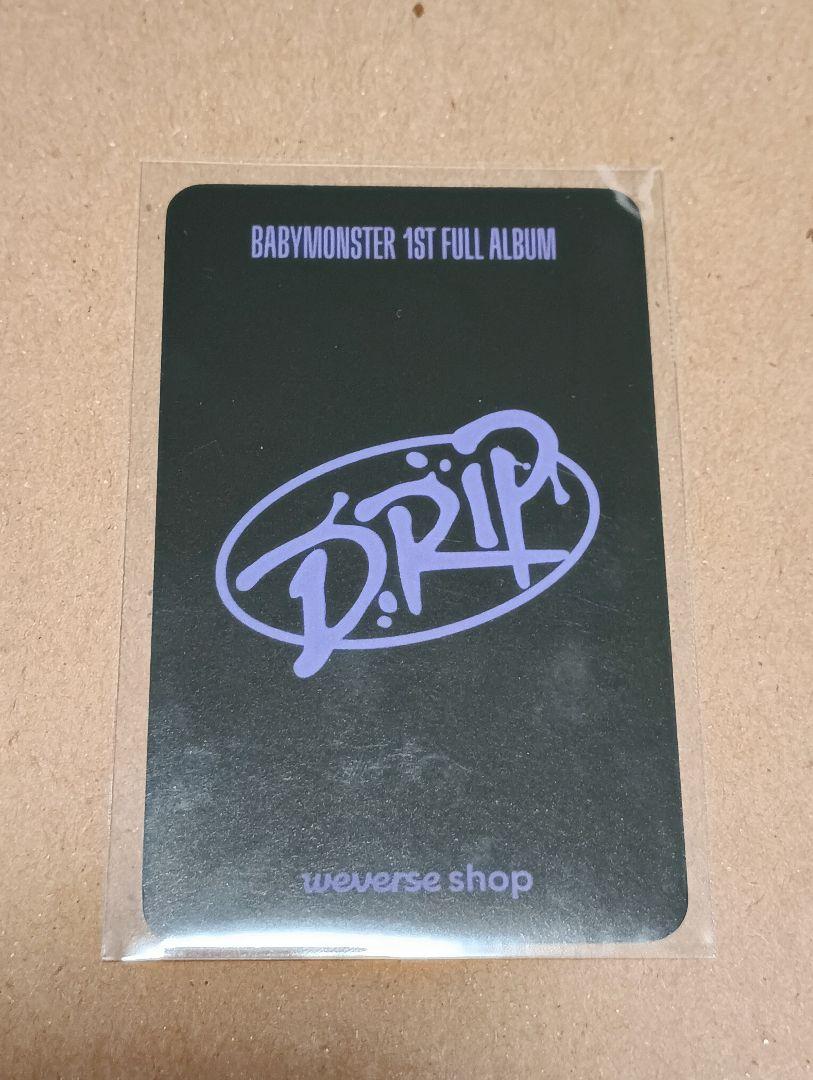 BABYMONSTER 1ST FULL ALBUM
DRIP
weverse shop